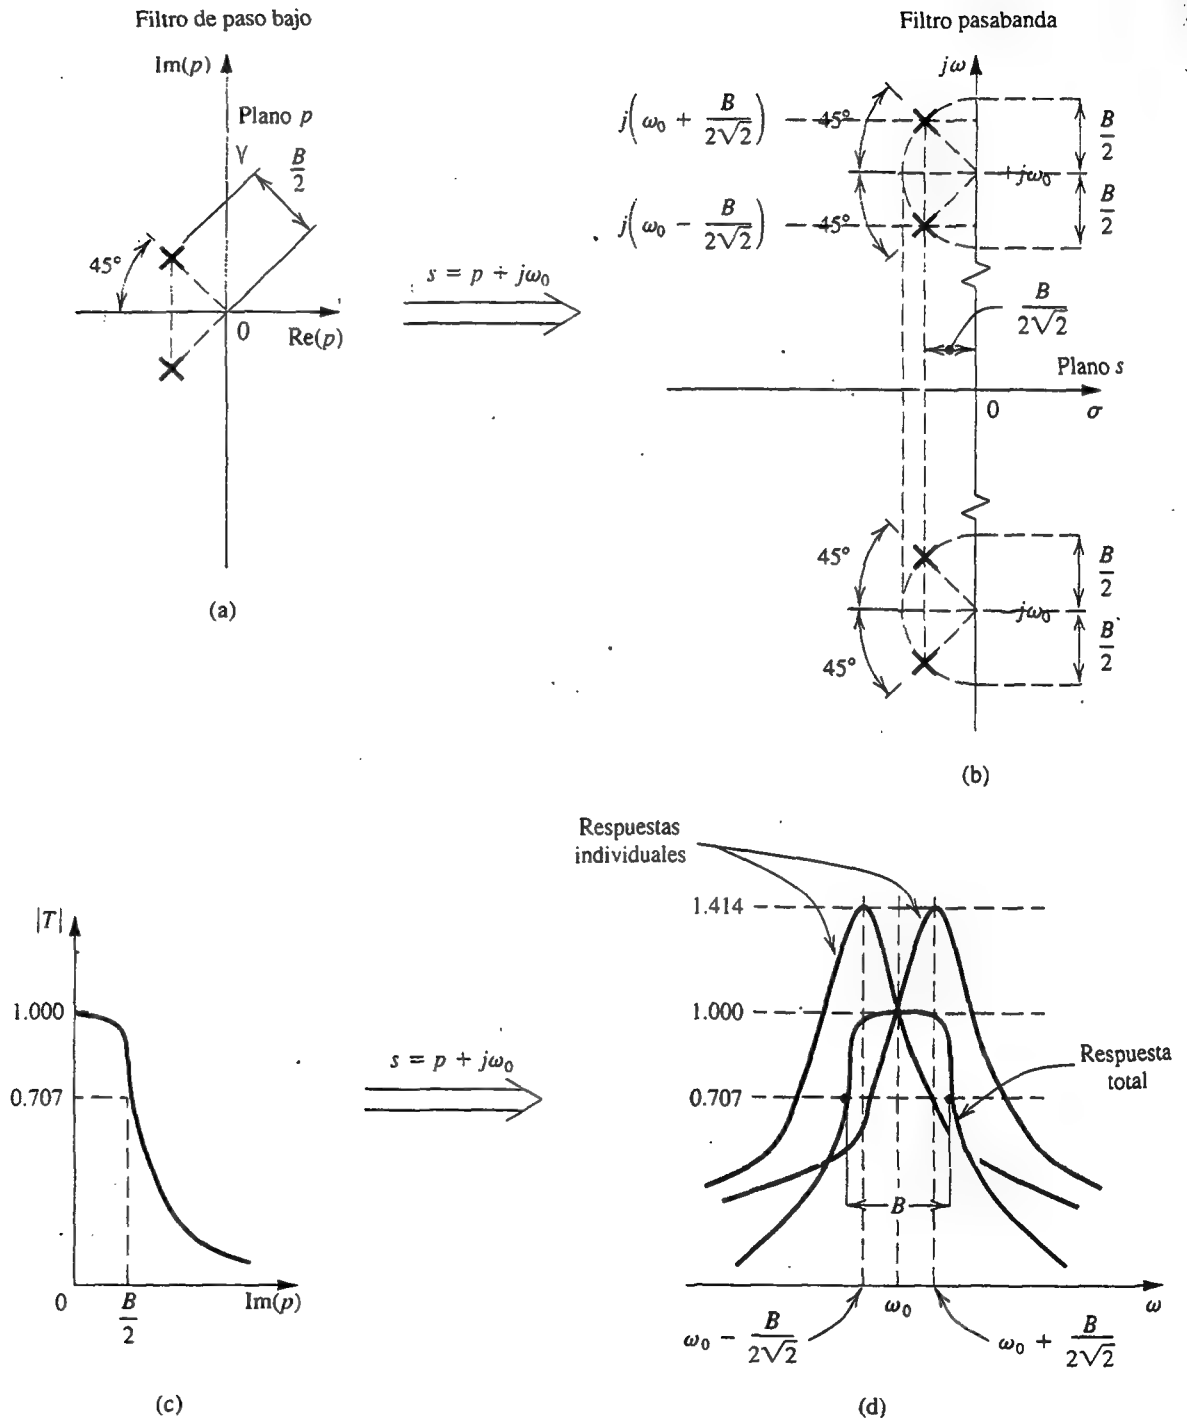 Filtro de paso bajo
Im(p)
Plano p
γ
B/2
45°
0
Re(p)
(a)
s = p + jω₀
Filtro pasabanda
jω
j(ω₀ + B/2√2)
j(ω₀ − B/2√2)
45°
45°
+jω₀
B/2
B/2
B/2√2
Plano s
0
σ
45°
45°
−jω₀
B/2
B/2
(b)
|T|
1.000
0.707
0
B/2
Im(p)
(c)
s = p + jω₀
Respuestas
individuales
1.414
1.000
0.707
Respuesta
total
B
ω₀
ω
ω₀ − B/2√2
ω₀ + B/2√2
(d)